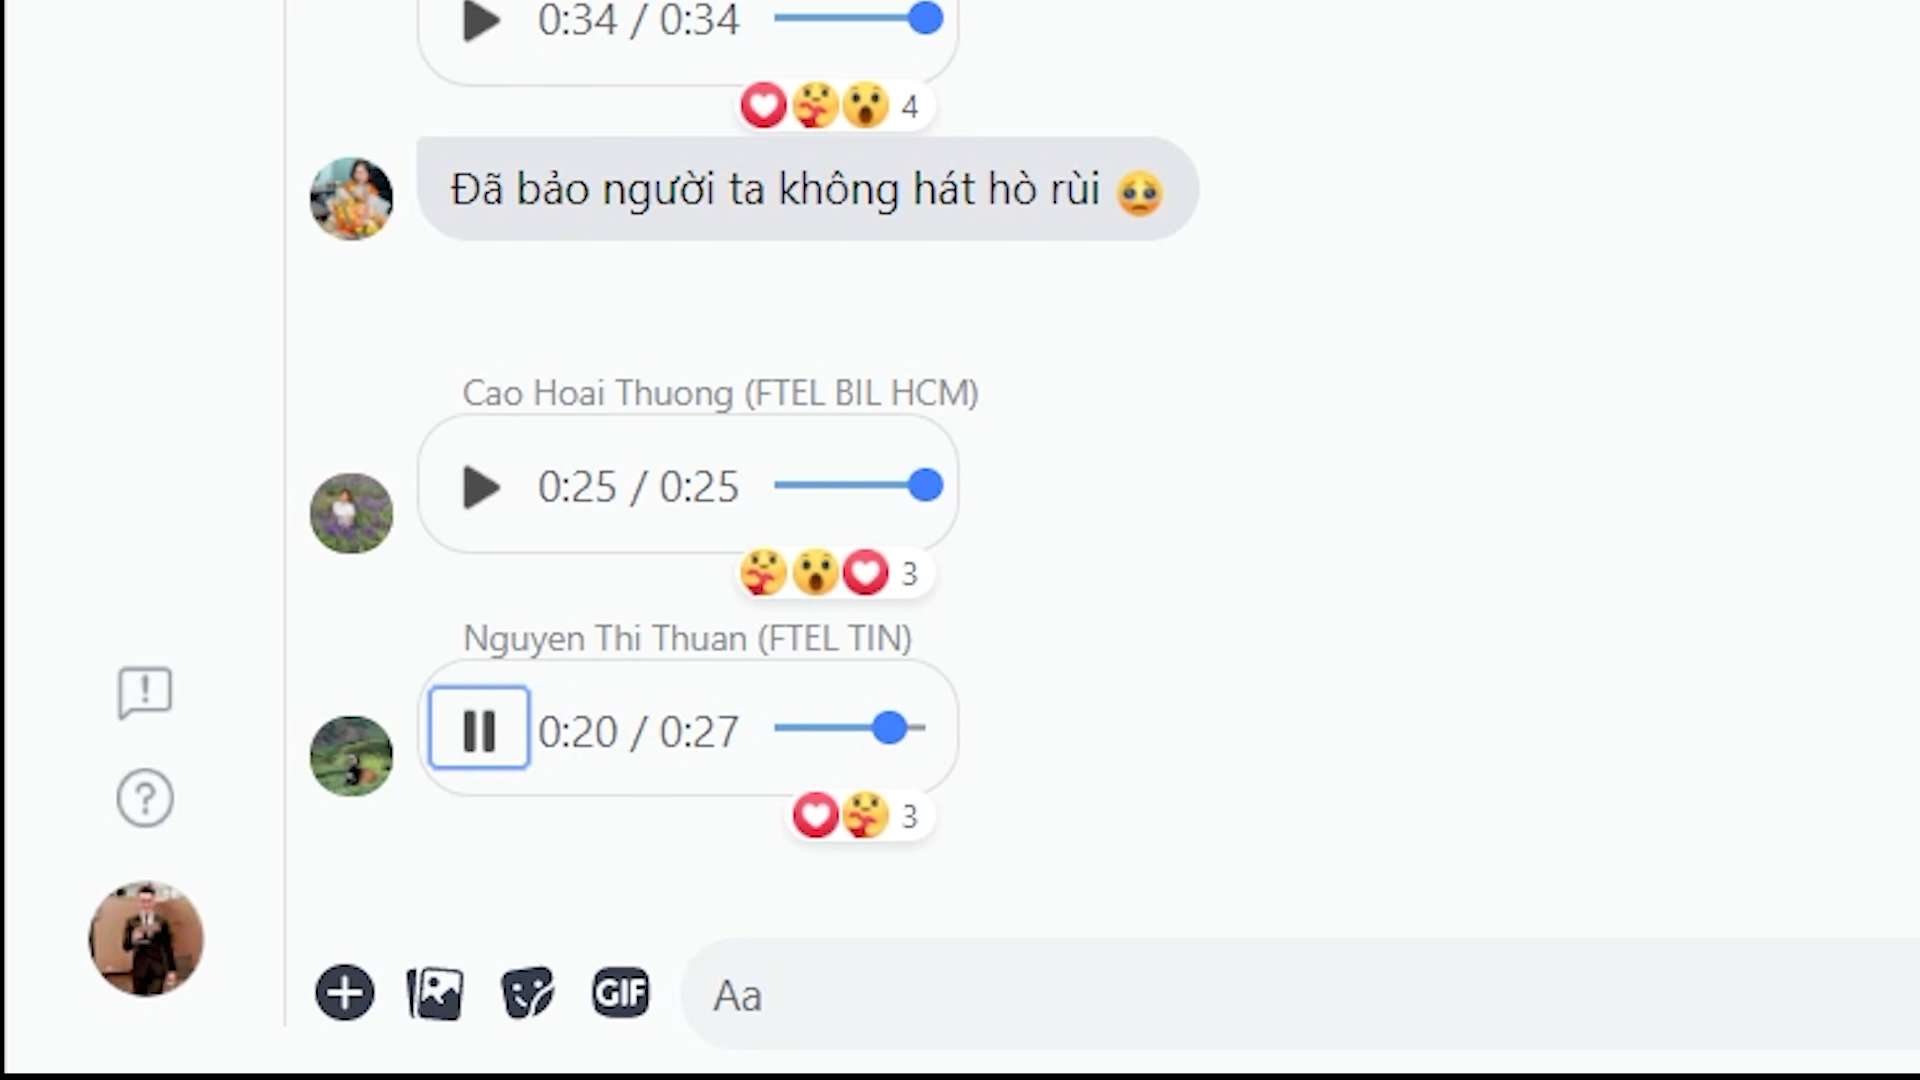 0:34 / 0:34
4
Đã bảo người ta không hát hò rùi 🥺
Cao Hoai Thuong (FTEL BIL HCM)
0:25 / 0:25
3
Nguyen Thi Thuan (FTEL TIN)
0:20 / 0:27
3
GIF
Aa